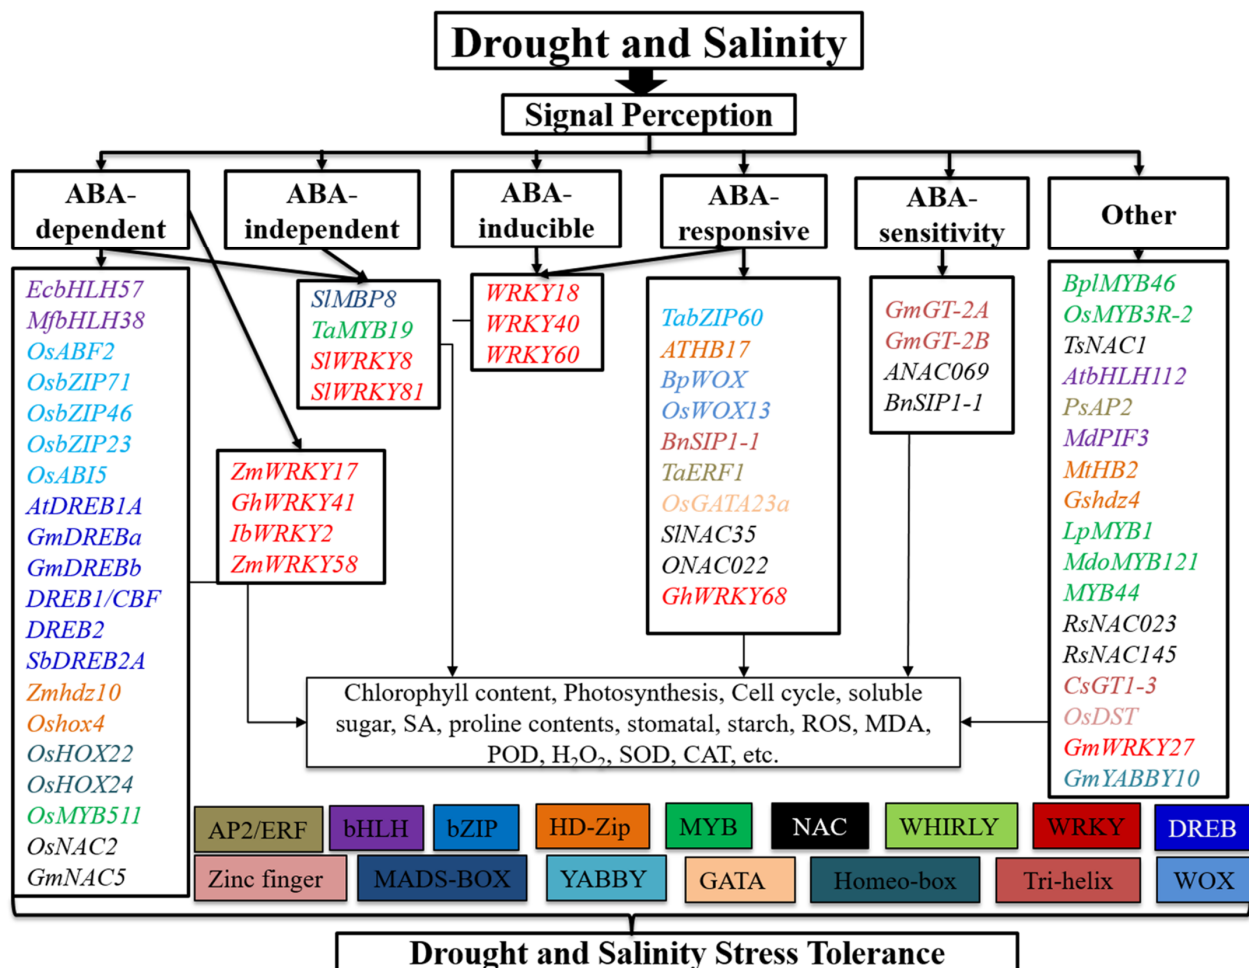 Drought and Salinity
Signal Perception
ABA-
dependent
ABA-
independent
ABA-
inducible
ABA-
responsive
ABA-
sensitivity
Other
EcbHLH57
MfbHLH38
OsABF2
OsbZIP71
OsbZIP46
OsbZIP23
OsABI5
AtDREB1A
GmDREBa
GmDREBb
DREB1/CBF
DREB2
SbDREB2A
Zmhdz10
Oshox4
OsHOX22
OsHOX24
OsMYB511
OsNAC2
GmNAC5
SlMBP8
TaMYB19
SlWRKY8
SlWRKY81
ZmWRKY17
GhWRKY41
IbWRKY2
ZmWRKY58
WRKY18
WRKY40
WRKY60
TabZIP60
ATHB17
BpWOX
OsWOX13
BnSIP1-1
TaERF1
OsGATA23a
SlNAC35
ONAC022
GhWRKY68
GmGT-2A
GmGT-2B
ANAC069
BnSIP1-1
BplMYB46
OsMYB3R-2
TsNAC1
AtbHLH112
PsAP2
MdPIF3
MtHB2
Gshdz4
LpMYB1
MdoMYB121
MYB44
RsNAC023
RsNAC145
CsGT1-3
OsDST
GmWRKY27
GmYABBY10
Chlorophyll content, Photosynthesis, Cell cycle, soluble
sugar, SA, proline contents, stomatal, starch, ROS, MDA,
POD, H₂O₂, SOD, CAT, etc.
AP2/ERF
bHLH
bZIP
HD-Zip
MYB
NAC
WHIRLY
WRKY
DREB
Zinc finger
MADS-BOX
YABBY
GATA
Homeo-box
Tri-helix
WOX
Drought and Salinity Stress Tolerance